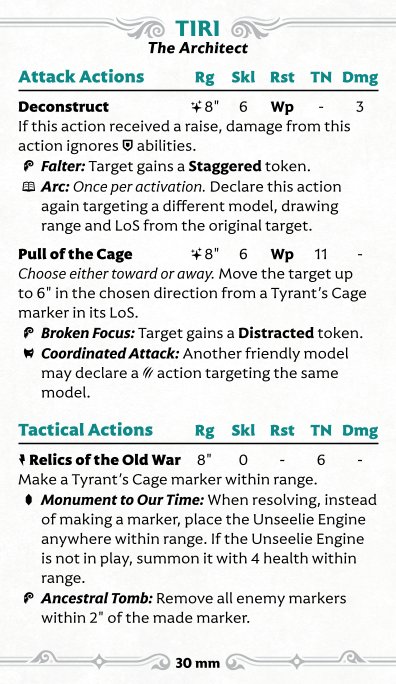 TIRI
The Architect
Attack Actions Rg Skl Rst TN Dmg
Deconstruct 8" 6 Wp - 3
If this action received a raise, damage from this
action ignores abilities.
Falter: Target gains a Staggered token.
Arc: Once per activation. Declare this action
again targeting a different model, drawing
range and LoS from the original target.
Pull of the Cage 8" 6 Wp 11 -
Choose either toward or away. Move the target up
to 6" in the chosen direction from a Tyrant's Cage
marker in its LoS.
Broken Focus: Target gains a Distracted token.
Coordinated Attack: Another friendly model
may declare a action targeting the same
model.
Tactical Actions Rg Skl Rst TN Dmg
Relics of the Old War 8" 0 - 6 -
Make a Tyrant's Cage marker within range.
Monument to Our Time: When resolving, instead
of making a marker, place the Unseelie Engine
anywhere within range. If the Unseelie Engine
is not in play, summon it with 4 health within
range.
Ancestral Tomb: Remove all enemy markers
within 2" of the made marker.
30 mm